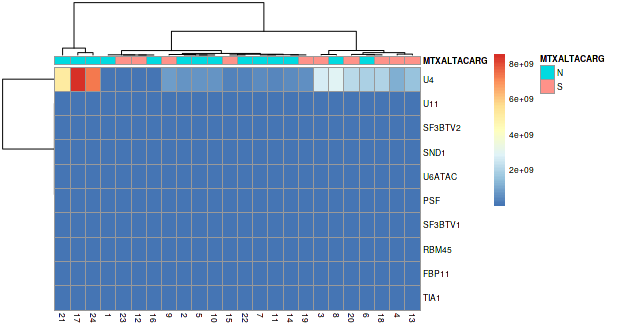 MTXALTACARG
U4
U11
SF3BTV2
SND1
U6ATAC
PSF
SF3BTV1
RBM45
FBP11
TIA1
21 17 24 1 23 12 16 9 2 5 10 15 22 7 11 14 19 3 8 20 6 18 4 13
8e+09
6e+09
4e+09
2e+09
MTXALTACARG
N
S